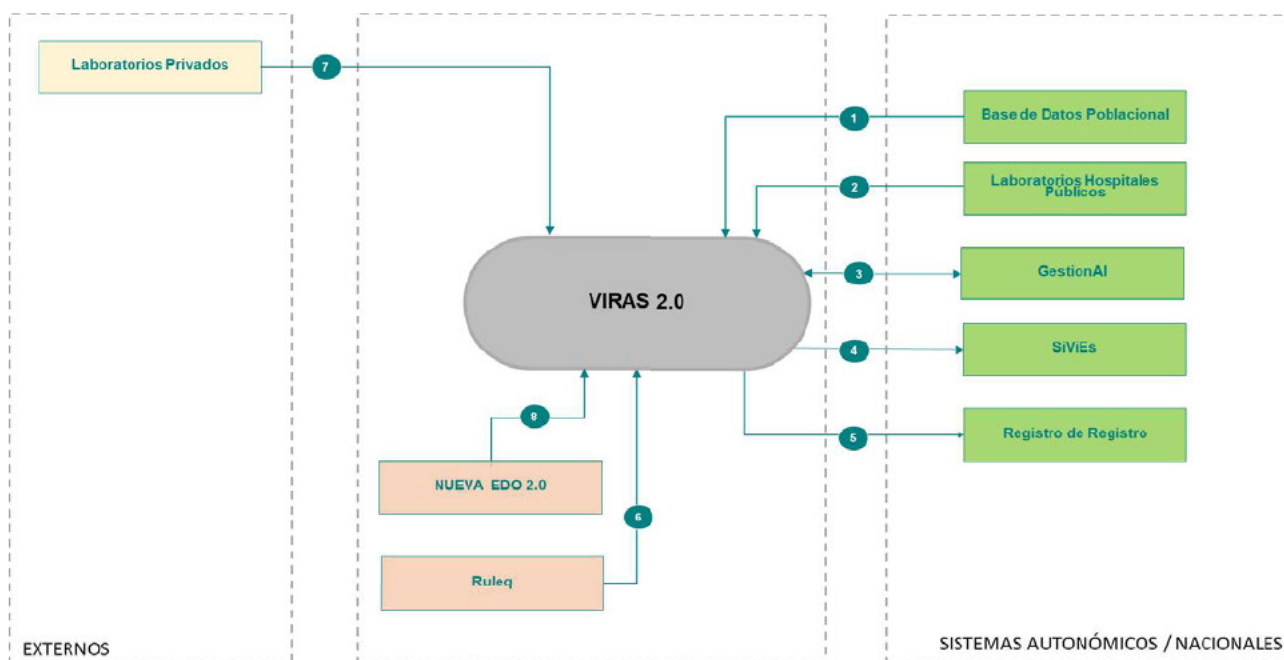 Laboratorios Privados
7
1
Base de Datos Poblacional
2
Laboratorios Hospitales
Públicos
3
GestionAI
VIRAS 2.0
4
SiViEs
5
Registro de Registro
8
NUEVA EDO 2.0
6
Ruleq
EXTERNOS
SISTEMAS AUTONÓMICOS / NACIONALES